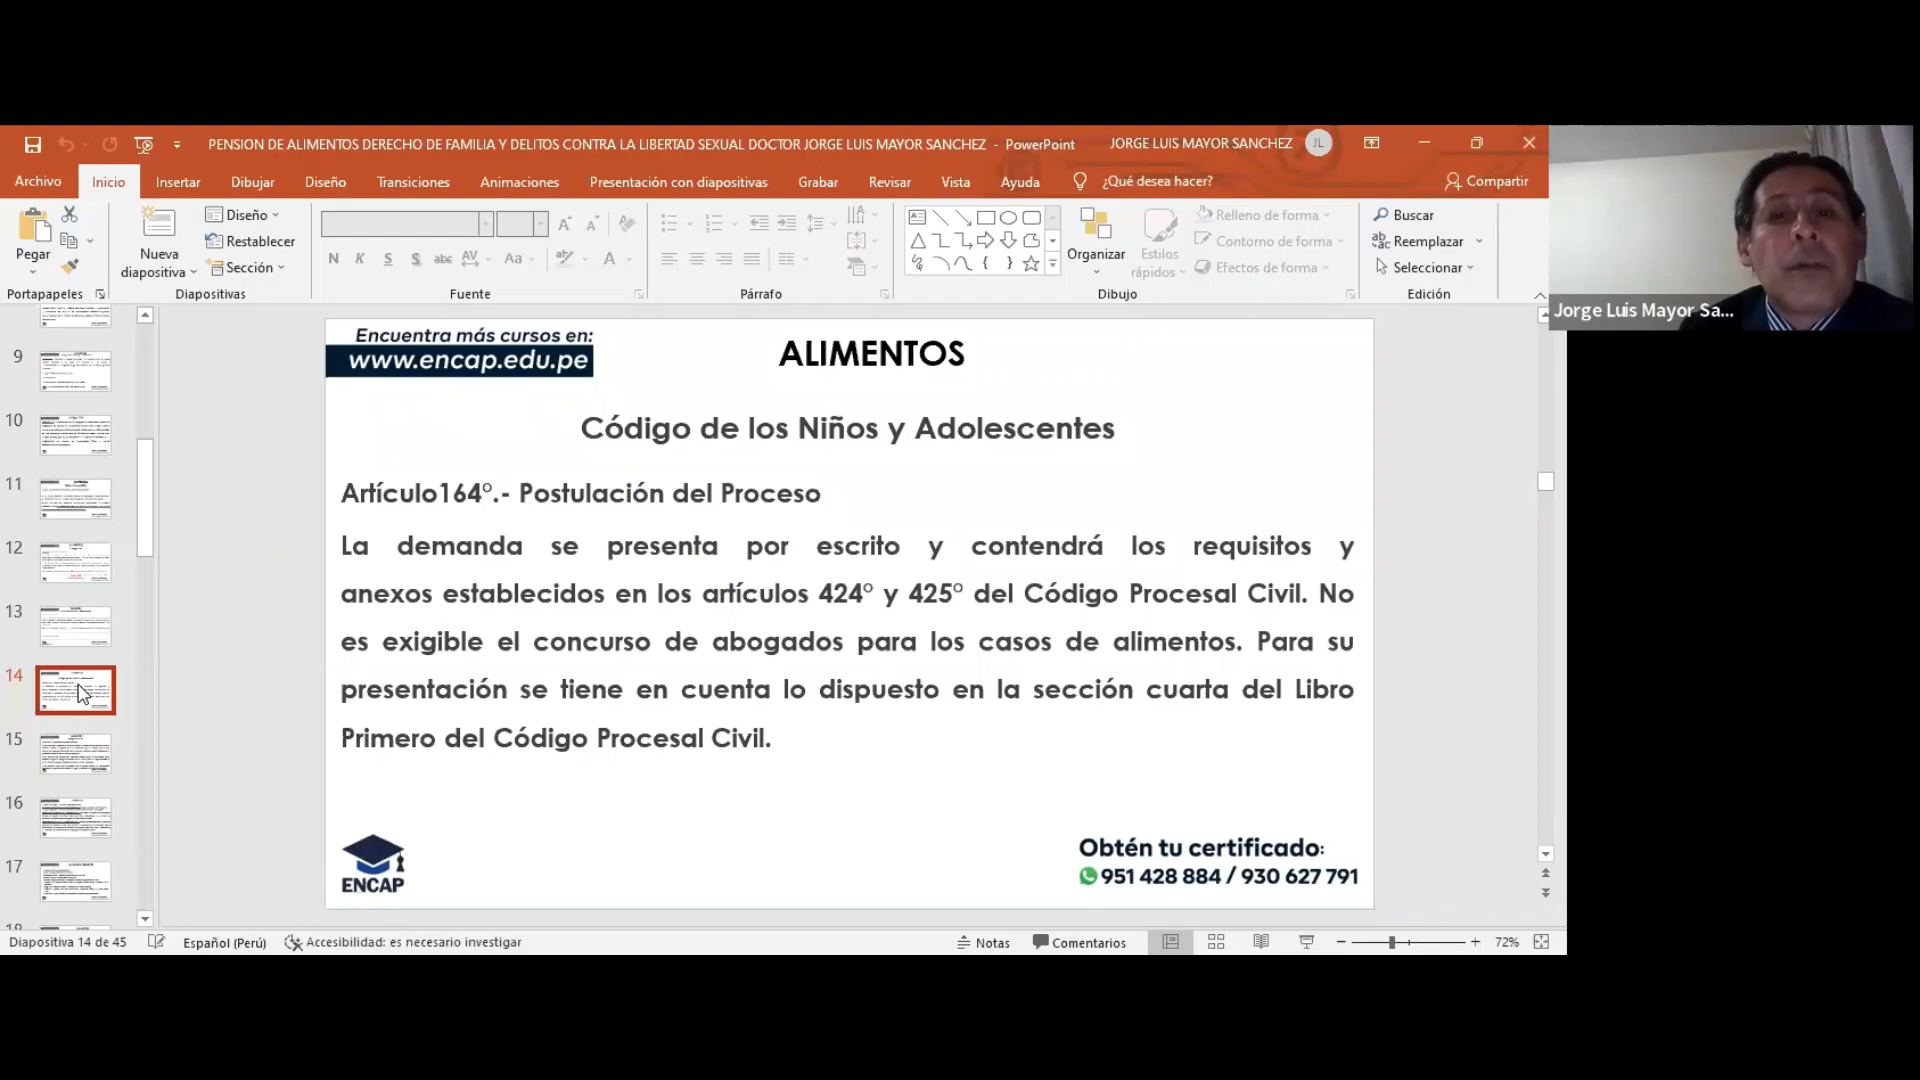 PENSION DE ALIMENTOS DERECHO DE FAMILIA Y DELITOS CONTRA LA LIBERTAD SEXUAL DOCTOR JORGE LUIS MAYOR SANCHEZ - PowerPoint
JORGE LUIS MAYOR SANCHEZ
JL
Archivo
Inicio
Insertar
Dibujar
Diseño
Transiciones
Animaciones
Presentación con diapositivas
Grabar
Revisar
Vista
Ayuda
¿Qué desea hacer?
Compartir
Pegar
Portapapeles
Nueva
diapositiva
Diseño
Restablecer
Sección
Diapositivas
N K S S abc AV Aa A
Fuente
Párrafo
Organizar
Estilos
rápidos
Relleno de forma
Contorno de forma
Efectos de forma
Dibujo
Buscar
Reemplazar
Seleccionar
Edición
Jorge Luis Mayor Sa...
9
10
11
12
13
14
15
16
17
18
Encuentra más cursos en:
www.encap.edu.pe
ALIMENTOS
Código de los Niños y Adolescentes
Artículo164°.- Postulación del Proceso
La demanda se presenta por escrito y contendrá los requisitos y
anexos establecidos en los artículos 424° y 425° del Código Procesal Civil. No
es exigible el concurso de abogados para los casos de alimentos. Para su
presentación se tiene en cuenta lo dispuesto en la sección cuarta del Libro
Primero del Código Procesal Civil.
ENCAP
Obtén tu certificado:
951 428 884 / 930 627 791
Diapositiva 14 de 45
Español (Perú)
Accesibilidad: es necesario investigar
Notas
Comentarios
72%